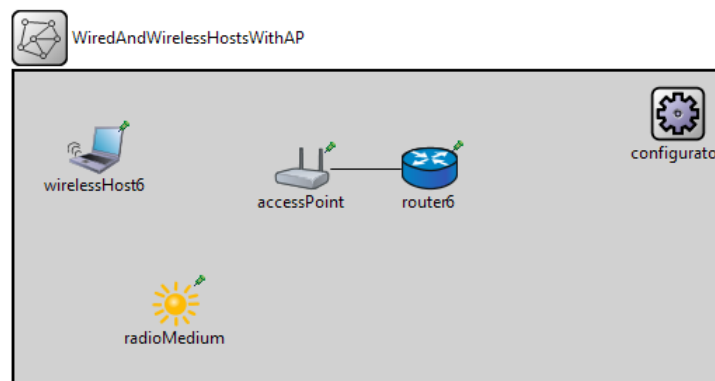 WiredAndWirelessHostsWithAP
wirelessHost6
accessPoint
router6
configurato
radioMedium